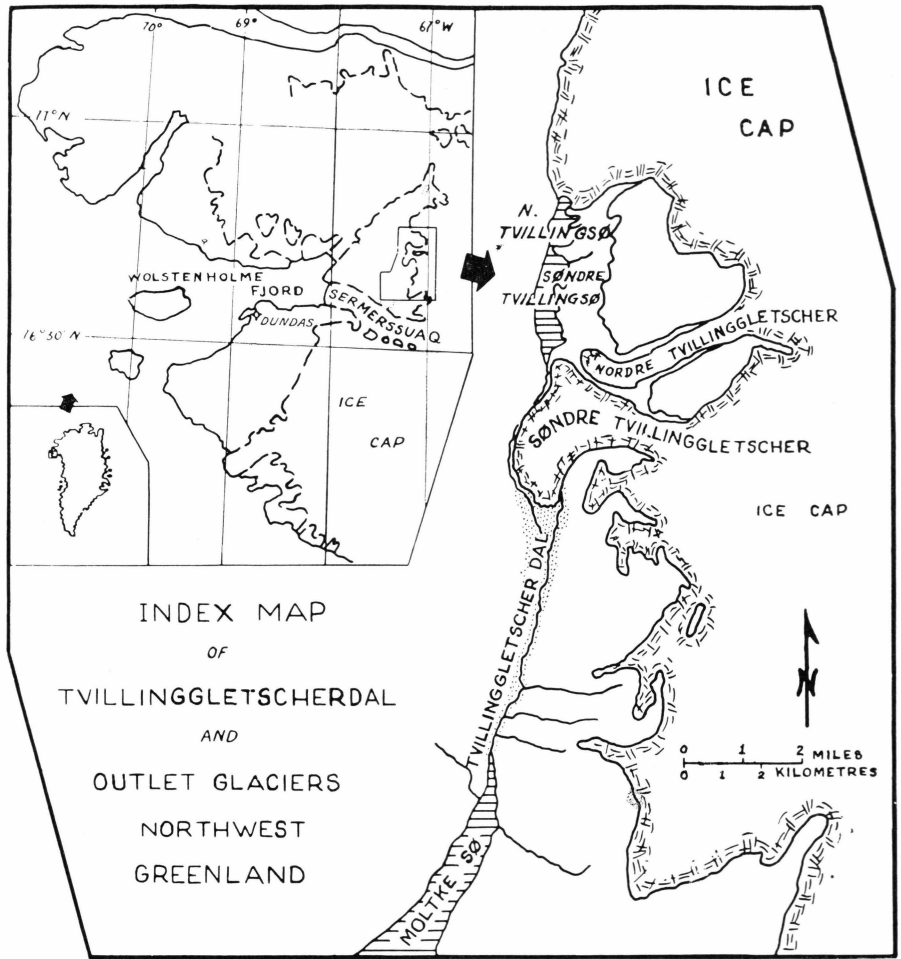 70° 69° 67° W
77° N
WOLSTENHOLME
FJORD
SERMERSSUAQ
DUNDAS
76° 30' N
ICE
CAP
INDEX MAP
OF
TVILLINGGLETSCHERDAL
AND
OUTLET GLACIERS
NORTHWEST
GREENLAND
ICE
CAP
N.
TVILLINGSØ
SØNDRE
TVILLINGSØ
NORDRE TVILLINGGLETSCHER
SØNDRE TVILLINGGLETSCHER
ICE CAP
TVILLINGGLETSCHER DAL
MOLTKE SØ
N
0 1 2 MILES
0 1 2 KILOMETRES